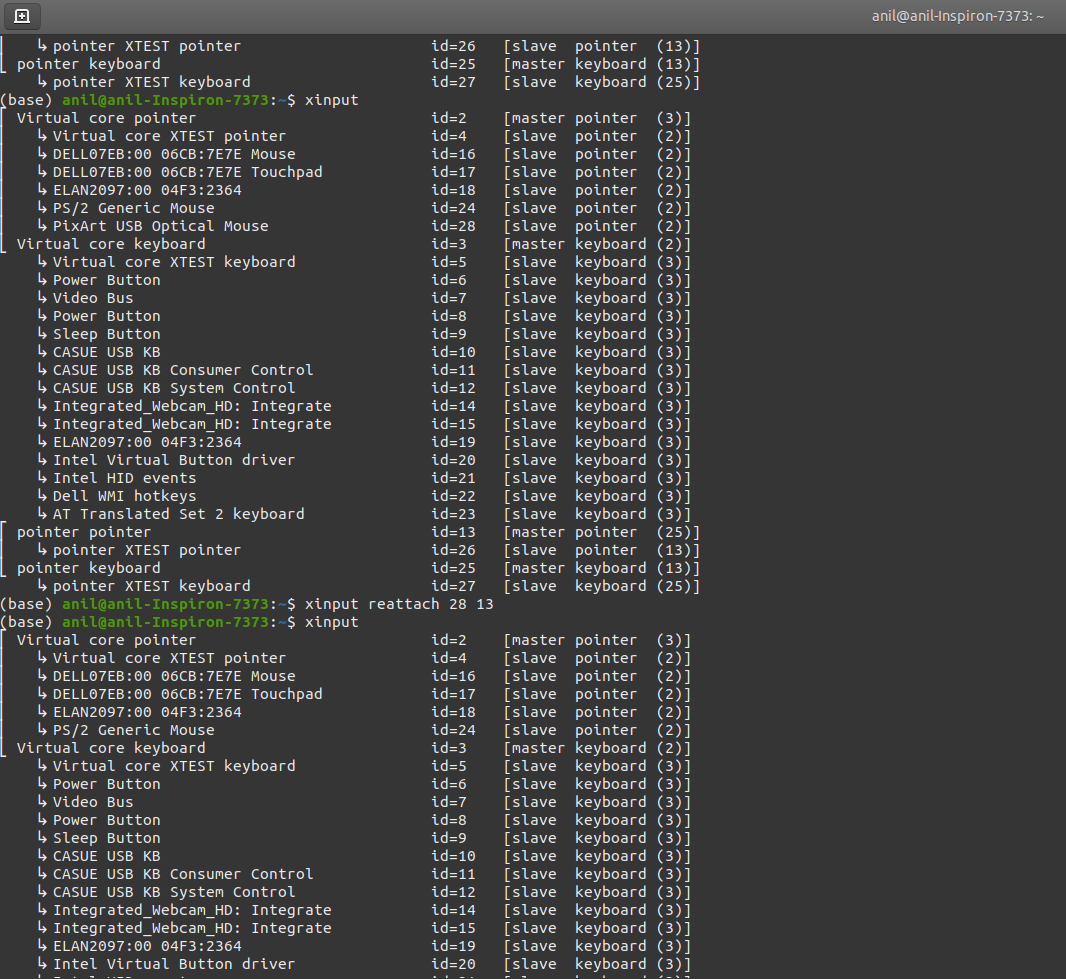 anil@anil-Inspiron-7373: ~
↳ pointer XTEST pointer id=26 [slave pointer (13)]
⎣ pointer keyboard id=25 [master keyboard (13)]
↳ pointer XTEST keyboard id=27 [slave keyboard (25)]
(base) anil@anil-Inspiron-7373:~$ xinput
⎡ Virtual core pointer id=2 [master pointer (3)]
⎜ ↳ Virtual core XTEST pointer id=4 [slave pointer (2)]
⎜ ↳ DELL07EB:00 06CB:7E7E Mouse id=16 [slave pointer (2)]
⎜ ↳ DELL07EB:00 06CB:7E7E Touchpad id=17 [slave pointer (2)]
⎜ ↳ ELAN2097:00 04F3:2364 id=18 [slave pointer (2)]
⎜ ↳ PS/2 Generic Mouse id=24 [slave pointer (2)]
⎜ ↳ PixArt USB Optical Mouse id=28 [slave pointer (2)]
⎣ Virtual core keyboard id=3 [master keyboard (2)]
↳ Virtual core XTEST keyboard id=5 [slave keyboard (3)]
↳ Power Button id=6 [slave keyboard (3)]
↳ Video Bus id=7 [slave keyboard (3)]
↳ Power Button id=8 [slave keyboard (3)]
↳ Sleep Button id=9 [slave keyboard (3)]
↳ CASUE USB KB id=10 [slave keyboard (3)]
↳ CASUE USB KB Consumer Control id=11 [slave keyboard (3)]
↳ CASUE USB KB System Control id=12 [slave keyboard (3)]
↳ Integrated_Webcam_HD: Integrate id=14 [slave keyboard (3)]
↳ Integrated_Webcam_HD: Integrate id=15 [slave keyboard (3)]
↳ ELAN2097:00 04F3:2364 id=19 [slave keyboard (3)]
↳ Intel Virtual Button driver id=20 [slave keyboard (3)]
↳ Intel HID events id=21 [slave keyboard (3)]
↳ Dell WMI hotkeys id=22 [slave keyboard (3)]
↳ AT Translated Set 2 keyboard id=23 [slave keyboard (3)]
⎡ pointer pointer id=13 [master pointer (25)]
⎜ ↳ pointer XTEST pointer id=26 [slave pointer (13)]
⎣ pointer keyboard id=25 [master keyboard (13)]
↳ pointer XTEST keyboard id=27 [slave keyboard (25)]
(base) anil@anil-Inspiron-7373:~$ xinput reattach 28 13
(base) anil@anil-Inspiron-7373:~$ xinput
⎡ Virtual core pointer id=2 [master pointer (3)]
⎜ ↳ Virtual core XTEST pointer id=4 [slave pointer (2)]
⎜ ↳ DELL07EB:00 06CB:7E7E Mouse id=16 [slave pointer (2)]
⎜ ↳ DELL07EB:00 06CB:7E7E Touchpad id=17 [slave pointer (2)]
⎜ ↳ ELAN2097:00 04F3:2364 id=18 [slave pointer (2)]
⎜ ↳ PS/2 Generic Mouse id=24 [slave pointer (2)]
⎣ Virtual core keyboard id=3 [master keyboard (2)]
↳ Virtual core XTEST keyboard id=5 [slave keyboard (3)]
↳ Power Button id=6 [slave keyboard (3)]
↳ Video Bus id=7 [slave keyboard (3)]
↳ Power Button id=8 [slave keyboard (3)]
↳ Sleep Button id=9 [slave keyboard (3)]
↳ CASUE USB KB id=10 [slave keyboard (3)]
↳ CASUE USB KB Consumer Control id=11 [slave keyboard (3)]
↳ CASUE USB KB System Control id=12 [slave keyboard (3)]
↳ Integrated_Webcam_HD: Integrate id=14 [slave keyboard (3)]
↳ Integrated_Webcam_HD: Integrate id=15 [slave keyboard (3)]
↳ ELAN2097:00 04F3:2364 id=19 [slave keyboard (3)]
↳ Intel Virtual Button driver id=20 [slave keyboard (3)]